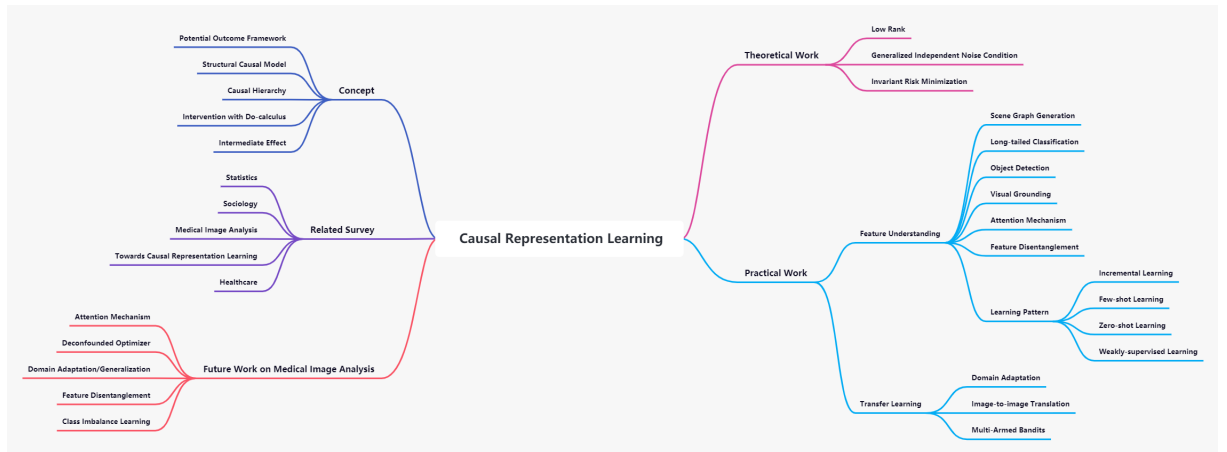 Causal Representation Learning
Concept
Potential Outcome Framework
Structural Causal Model
Causal Hierarchy
Intervention with Do-calculus
Intermediate Effect
Related Survey
Statistics
Sociology
Medical Image Analysis
Towards Causal Representation Learning
Healthcare
Future Work on Medical Image Analysis
Attention Mechanism
Deconfounded Optimizer
Domain Adaptation/Generalization
Feature Disentanglement
Class Imbalance Learning
Theoretical Work
Low Rank
Generalized Independent Noise Condition
Invariant Risk Minimization
Practical Work
Feature Understanding
Scene Graph Generation
Long-tailed Classification
Object Detection
Visual Grounding
Attention Mechanism
Feature Disentanglement
Learning Pattern
Incremental Learning
Few-shot Learning
Zero-shot Learning
Weakly-supervised Learning
Transfer Learning
Domain Adaptation
Image-to-image Translation
Multi-Armed Bandits